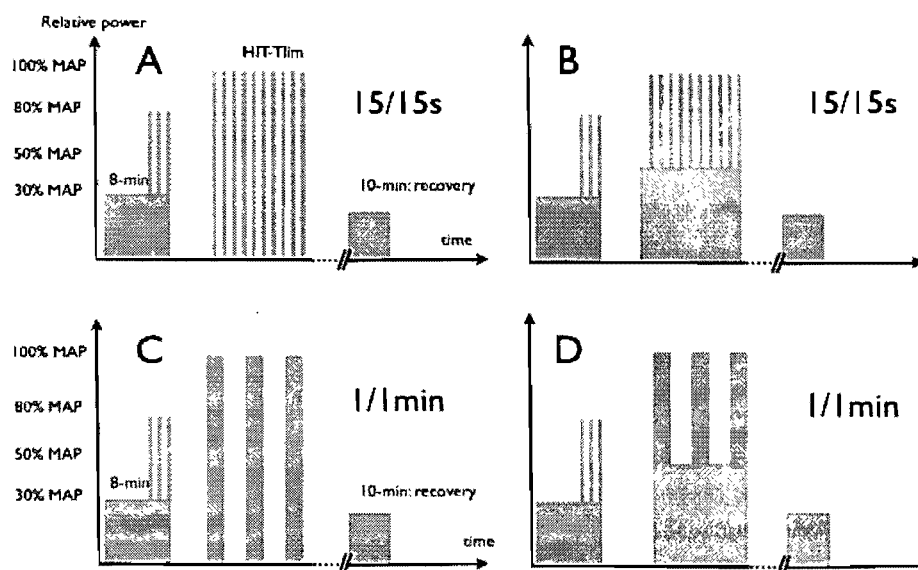 Relative power
A
HIT-Tlim
B
100% MAP
80% MAP
15/15s
15/15s
50% MAP
30% MAP
8-min
10-min: recovery
time
C
D
100% MAP
80% MAP
1/1min
1/1min
50% MAP
30% MAP
8-min
10-min: recovery
time